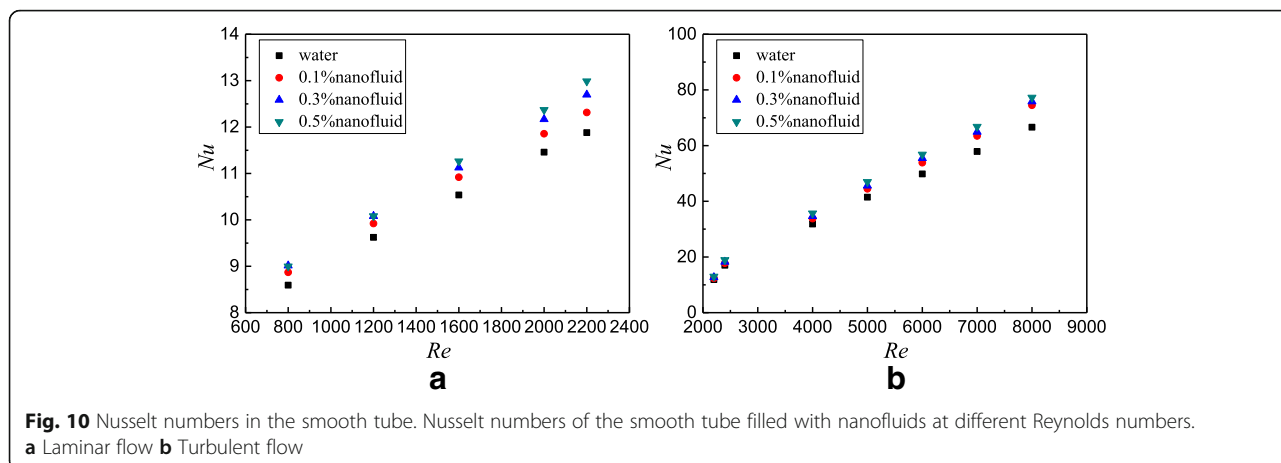 14
13
12
11
10
9
8
Nu
water
0.1%nanofluid
0.3%nanofluid
0.5%nanofluid
600 800 1000 1200 1400 1600 1800 2000 2200 2400
Re
a
100
80
60
40
20
0
Nu
water
0.1%nanofluid
0.3%nanofluid
0.5%nanofluid
2000 3000 4000 5000 6000 7000 8000 9000
Re
b
Fig. 10 Nusselt numbers in the smooth tube. Nusselt numbers of the smooth tube filled with nanofluids at different Reynolds numbers.
a Laminar flow b Turbulent flow